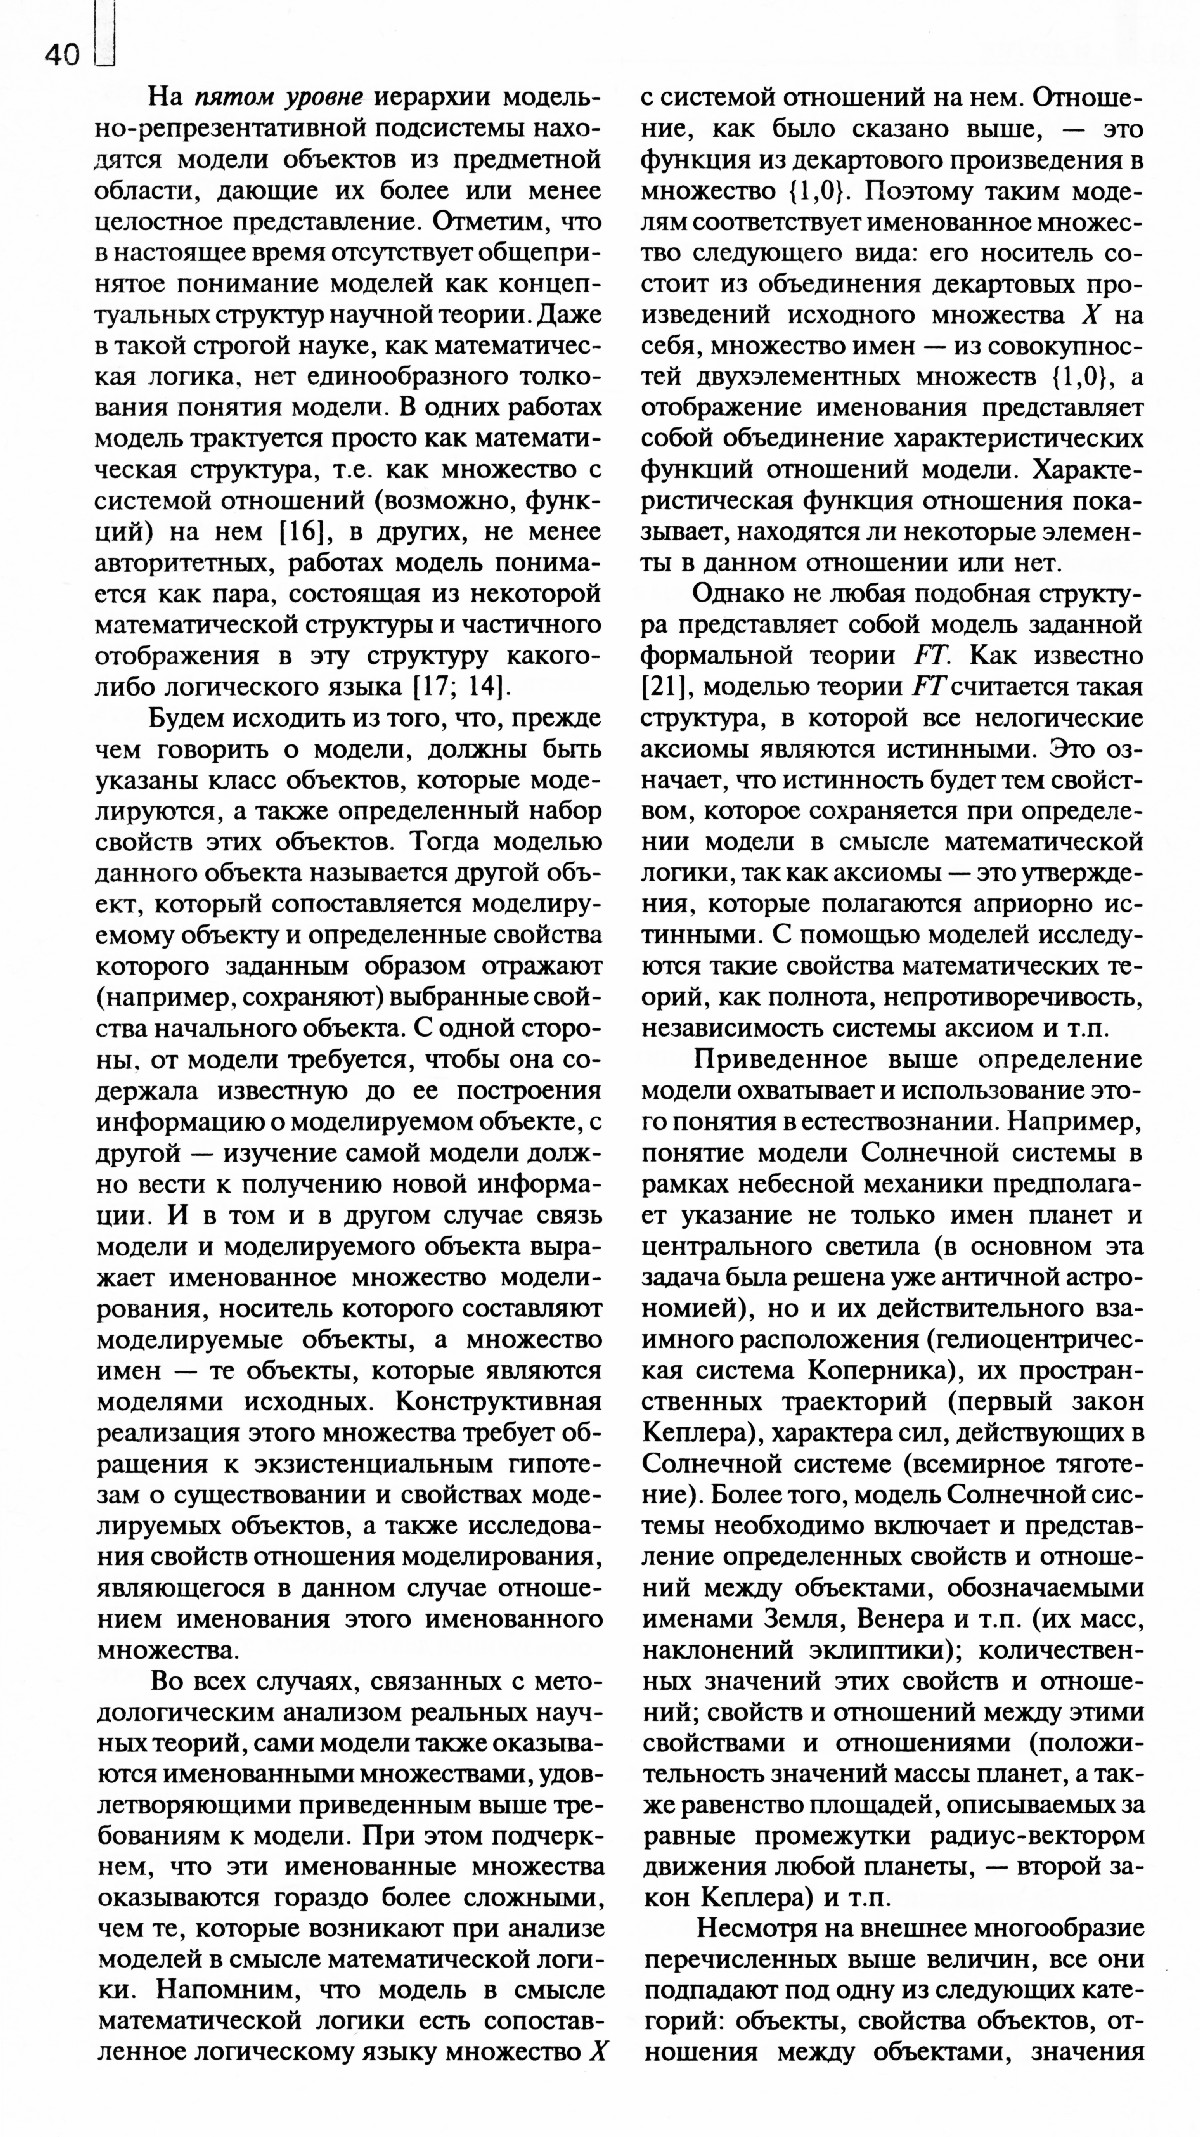 40
На пятом уровне иерархии модель-
но-репрезентативной подсистемы нахо-
дятся модели объектов из предметной
области, дающие их более или менее
целостное представление. Отметим, что
в настоящее время отсутствует общепри-
нятое понимание моделей как концеп-
туальных структур научной теории. Даже
в такой строгой науке, как математичес-
кая логика, нет единообразного толко-
вания понятия модели. В одних работах
модель трактуется просто как математи-
ческая структура, т.е. как множество с
системой отношений (возможно, функ-
ций) на нем [16], в других, не менее
авторитетных, работах модель понима-
ется как пара, состоящая из некоторой
математической структуры и частичного
отображения в эту структуру какого-
либо логического языка [17; 14].
Будем исходить из того, что, прежде
чем говорить о модели, должны быть
указаны класс объектов, которые моде-
лируются, а также определенный набор
свойств этих объектов. Тогда моделью
данного объекта называется другой объ-
ект, который сопоставляется моделиру-
емому объекту и определенные свойства
которого заданным образом отражают
(например, сохраняют) выбранные свой-
ства начального объекта. С одной сторо-
ны, от модели требуется, чтобы она со-
держала известную до ее построения
информацию о моделируемом объекте, с
другой — изучение самой модели долж-
но вести к получению новой информа-
ции. И в том и в другом случае связь
модели и моделируемого объекта выра-
жает именованное множество модели-
рования, носитель которого составляют
моделируемые объекты, а множество
имен — те объекты, которые являются
моделями исходных. Конструктивная
реализация этого множества требует об-
ращения к экзистенциальным гипоте-
зам о существовании и свойствах моде-
лируемых объектов, а также исследова-
ния свойств отношения моделирования,
являющегося в данном случае отноше-
нием именования этого именованного
множества.
Во всех случаях, связанных с мето-
дологическим анализом реальных науч-
ных теорий, сами модели также оказыва-
ются именованными множествами, удов-
летворяющими приведенным выше тре-
бованиям к модели. При этом подчерк-
нем, что эти именованные множества
оказываются гораздо более сложными,
чем те, которые возникают при анализе
моделей в смысле математической логи-
ки. Напомним, что модель в смысле
математической логики есть сопостав-
ленное логическому языку множество X
с системой отношений на нем. Отноше-
ние, как было сказано выше, — это
функция из декартового произведения в
множество {1,0}. Поэтому таким моде-
лям соответствует именованное множес-
тво следующего вида: его носитель со-
стоит из объединения декартовых про-
изведений исходного множества X на
себя, множество имен — из совокупнос-
тей двухэлементных множеств {1,0}, а
отображение именования представляет
собой объединение характеристических
функций отношений модели. Характе-
ристическая функция отношения пока-
зывает, находятся ли некоторые элемен-
ты в данном отношении или нет.
Однако не любая подобная структу-
ра представляет собой модель заданной
формальной теории FT. Как известно
[21], моделью теории FT считается такая
структура, в которой все нелогические
аксиомы являются истинными. Это оз-
начает, что истинность будет тем свойст-
вом, которое сохраняется при определе-
нии модели в смысле математической
логики, так как аксиомы — это утвержде-
ния, которые полагаются априорно ис-
тинными. С помощью моделей исследу-
ются такие свойства математических те-
орий, как полнота, непротиворечивость,
независимость системы аксиом и т.п.
Приведенное выше определение
модели охватывает и использование это-
го понятия в естествознании. Например,
понятие модели Солнечной системы в
рамках небесной механики предполага-
ет указание не только имен планет и
центрального светила (в основном эта
задача была решена уже античной астро-
номией), но и их действительного вза-
имного расположения (гелиоцентричес-
кая система Коперника), их простран-
ственных траекторий (первый закон
Кеплера), характера сил, действующих в
Солнечной системе (всемирное тяготе-
ние). Более того, модель Солнечной сис-
темы необходимо включает и представ-
ление определенных свойств и отноше-
ний между объектами, обозначаемыми
именами Земля, Венера и т.п. (их масс,
наклонений эклиптики); количествен-
ных значений этих свойств и отноше-
ний; свойств и отношений между этими
свойствами и отношениями (положи-
тельность значений массы планет, а так-
же равенство площадей, описываемых за
равные промежутки радиус-вектором
движения любой планеты, — второй за-
кон Кеплера) и т.п.
Несмотря на внешнее многообразие
перечисленных выше величин, все они
подпадают под одну из следующих кате-
горий: объекты, свойства объектов, от-
ношения между объектами, значения